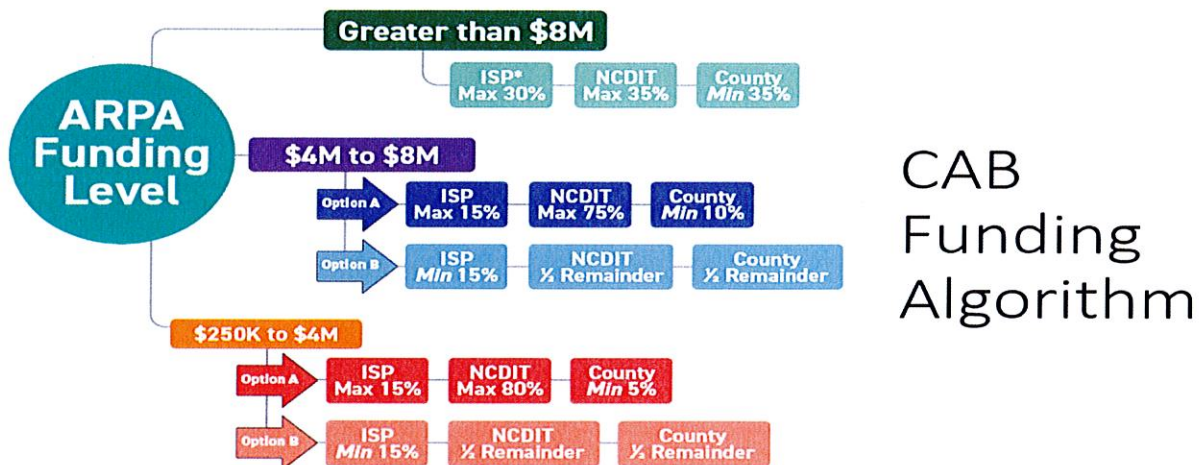 Greater than $8M
ISP*
Max 30%
NCDIT
Max 35%
County
Min 35%
ARPA
Funding
Level
$4M to $8M
Option A
ISP
Max 15%
NCDIT
Max 75%
County
Min 10%
Option B
ISP
Min 15%
NCDIT
½ Remainder
County
½ Remainder
$250K to $4M
Option A
ISP
Max 15%
NCDIT
Max 80%
County
Min 5%
Option B
ISP
Min 15%
NCDIT
½ Remainder
County
½ Remainder
CAB
Funding
Algorithm